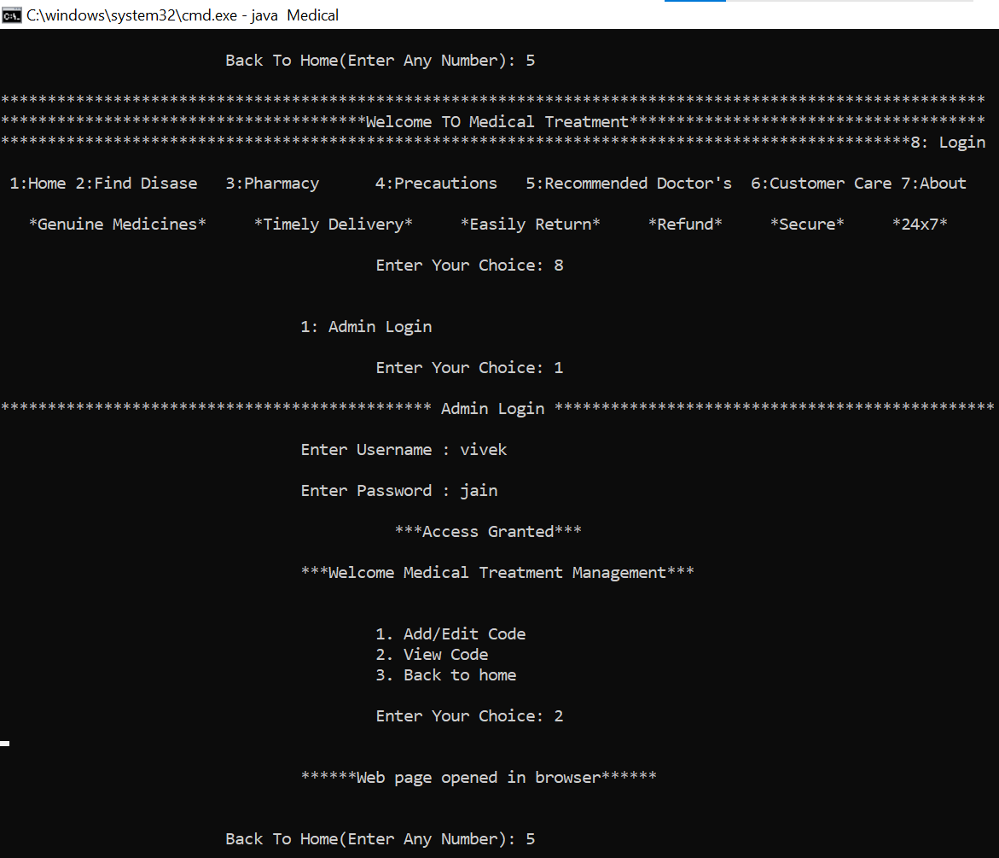 C:\windows\system32\cmd.exe - java  Medical
Back To Home(Enter Any Number): 5
*********************************************************************************************************
***************************************Welcome TO Medical Treatment**************************************
*************************************************************************************************8: Login
1:Home 2:Find Disase   3:Pharmacy      4:Precautions   5:Recommended Doctor's  6:Customer Care 7:About
*Genuine Medicines*     *Timely Delivery*     *Easily Return*     *Refund*     *Secure*     *24x7*
Enter Your Choice: 8
1: Admin Login
Enter Your Choice: 1
********************************************** Admin Login ***********************************************
Enter Username : vivek
Enter Password : jain
***Access Granted***
***Welcome Medical Treatment Management***
1. Add/Edit Code
2. View Code
3. Back to home
Enter Your Choice: 2
******Web page opened in browser******
Back To Home(Enter Any Number): 5